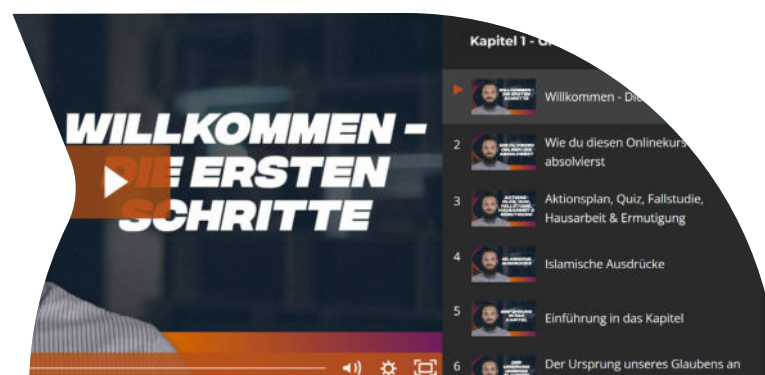 WILLKOMMEN -
DIE ERSTEN
SCHRITTE
Kapitel 1 -
Willkommen - Die
2
Wie du diesen Onlinekurs
absolvierst
3
Aktionsplan, Quiz, Fallstudie,
Hausarbeit & Ermutigung
4
Islamische Ausdrücke
5
Einführung in das Kapitel
6
Der Ursprung unseres Glaubens an